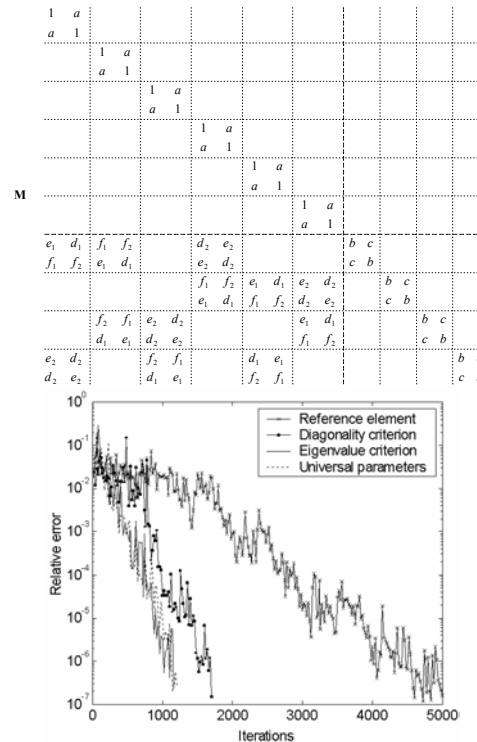 1 a
a 1
1 a
a 1
1 a
a 1
1 a
a 1
1 a
a 1
M
1 a
a 1
e1 d1 f1 f2 d2 e2 b c
f1 f2 e1 d1 e2 d2 c b
f1 f2 e1 d1 e2 d2 b c
e1 d1 f1 f2 d2 e2 c b
f2 f1 e2 d2 e1 d1 b c
d1 e1 d2 e2 f1 f2 c b
e2 d2 f2 f1 d1 e1 b
d2 e2 d1 e1 f2 f1 c
10^0
10^-1
10^-2
10^-3
10^-4
10^-5
10^-6
10^-7
Relative error
Reference element
Diagonality criterion
Eigenvalue criterion
Universal parameters
0 1000 2000 3000 4000 5000
Iterations